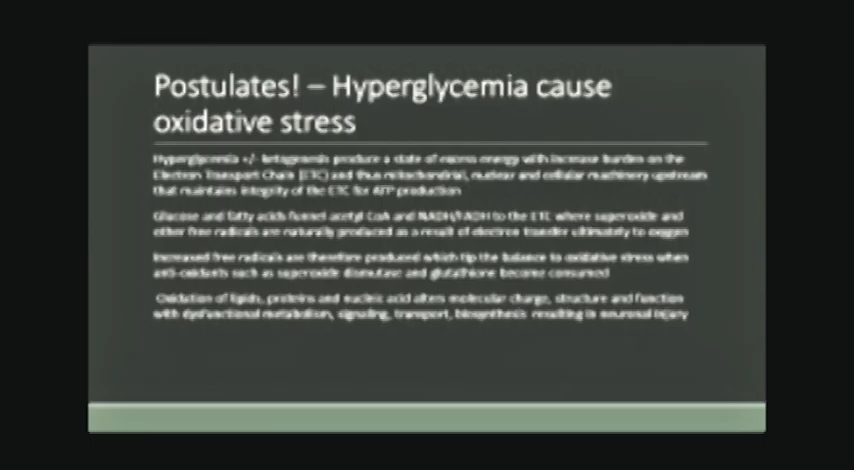 Postulates! – Hyperglycemia cause
oxidative stress
Hyperglycemia +/- ketogenesis produce a state of excess energy with increase burden on the
Electron Transport Chain (ETC) and thus mitochondrial, nuclear and cellular machinery upstream
that maintains integrity of the ETC for ATP production
Glucose and fatty acids funnel acetyl CoA and NADH/FADH to the ETC where superoxide and
other free radicals are naturally produced as a result of electron transfer ultimately to oxygen
Increased free radicals are therefore produced which tip the balance to oxidative stress when
anti-oxidants such as superoxide dismutase and glutathione become consumed
Oxidation of lipids, proteins and nucleic acid alters molecular charge, structure and function
with dysfunctional metabolism, signaling, transport, biosynthesis resulting in neuronal injury